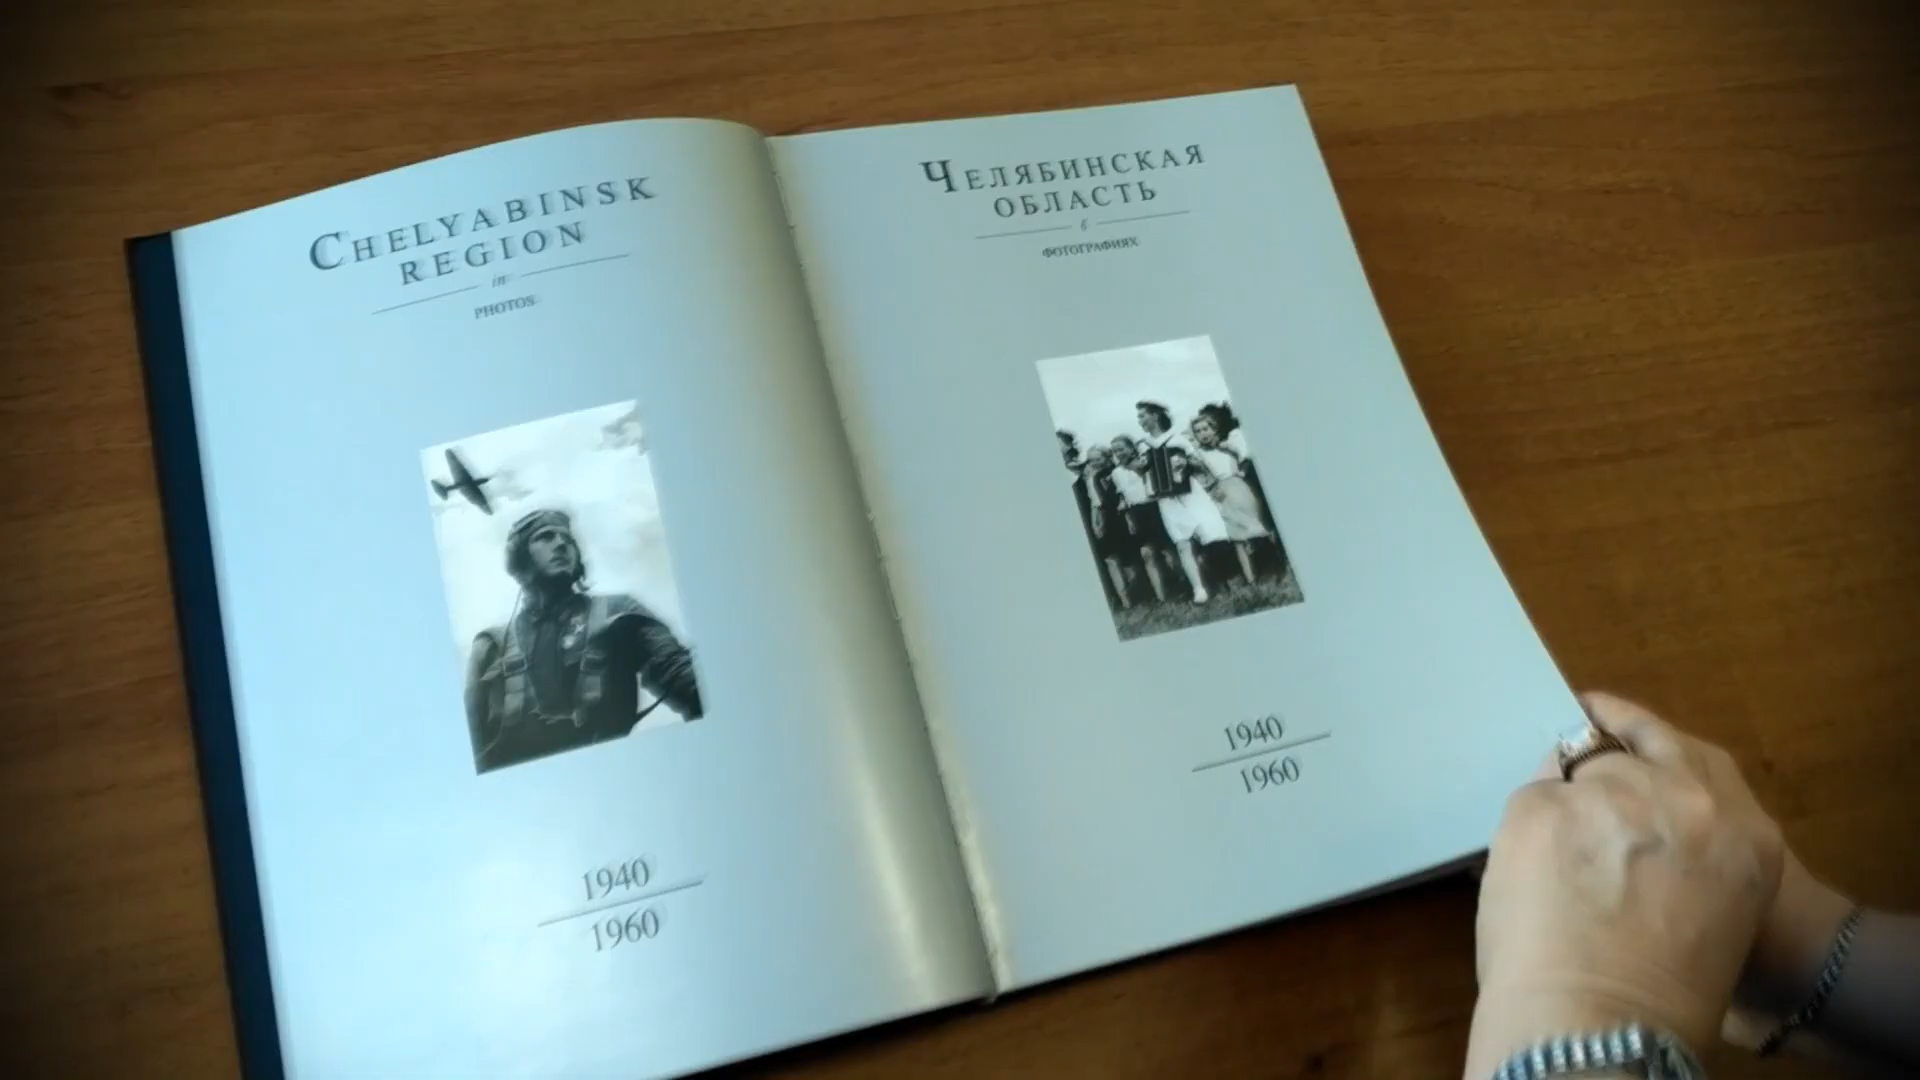 CHELYABINSK
REGION
in
PHOTOS
1940
1960
ЧЕЛЯБИНСКАЯ
ОБЛАСТЬ
в
ФОТОГРАФИЯХ
1940
1960